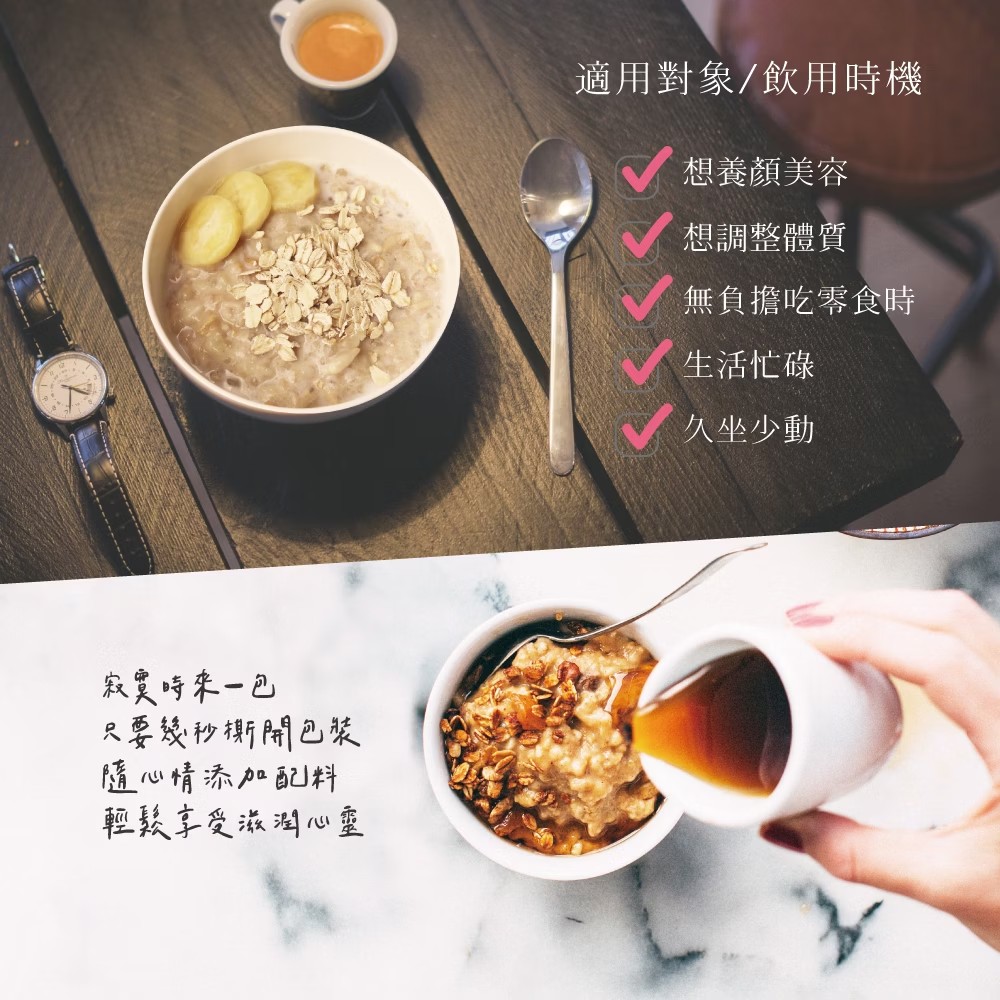 適用對象/飲用時機
想養顏美容
想調整體質
無負擔吃零食時
生活忙碌
久坐少動
寂寞時來一包
只要幾秒撕開包裝
隨心情添加配料
輕鬆享受滋潤心靈